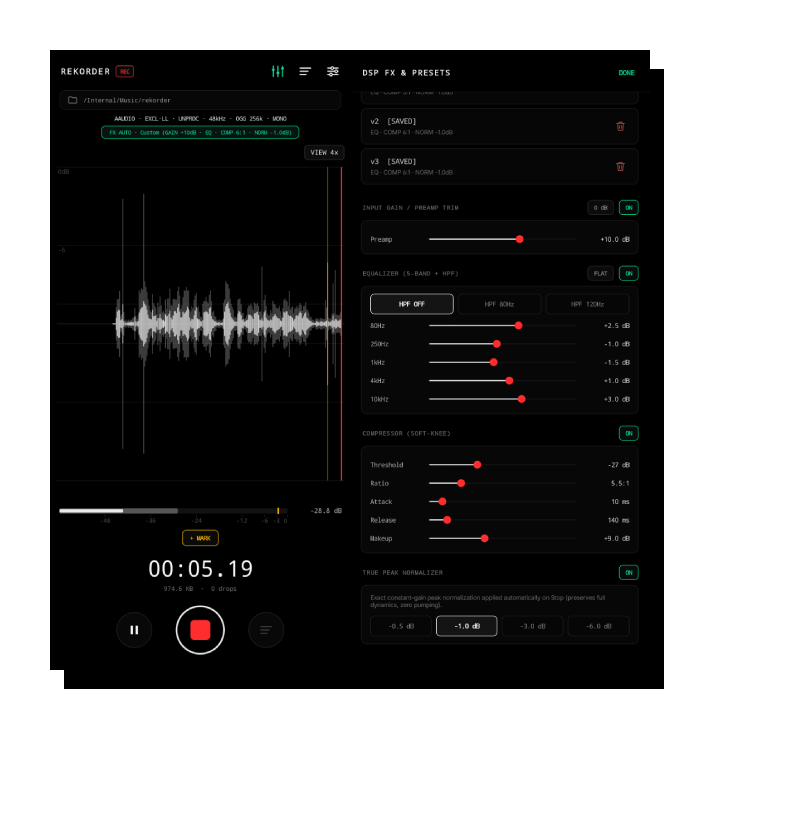 REKORDER REC
/Internal/Music/rekorder
AAUDIO · EXCL·LL · UNPROC · 48kHz · OGG 256k · MONO
FX AUTO · Custom (GAIN +10dB · EQ · COMP 6:1 · NORM -1.0dB)
VIEW 4x
0dB
-6
-48 -36 -24 -12 -6 -3 0
-28.8 dB
+ MARK
00:05.19
974.6 KB · 0 drops
DSP FX & PRESETS
DONE
EQ · COMP 6:1 · NORM -1.0dB
v2 [SAVED]
EQ · COMP 6:1 · NORM -1.0dB
v3 [SAVED]
EQ · COMP 6:1 · NORM -1.0dB
INPUT GAIN / PREAMP TRIM
0 dB
ON
Preamp
+10.0 dB
EQUALIZER (5-BAND + HPF)
FLAT
ON
HPF OFF
HPF 80Hz
HPF 120Hz
80Hz
+2.5 dB
250Hz
-1.0 dB
1kHz
-1.5 dB
4kHz
+1.0 dB
10kHz
+3.0 dB
COMPRESSOR (SOFT-KNEE)
ON
Threshold
-27 dB
Ratio
5.5:1
Attack
10 ms
Release
140 ms
Makeup
+9.0 dB
TRUE PEAK NORMALIZER
ON
Exact constant-gain peak normalization applied automatically on Stop (preserves full
dynamics, zero pumping).
-0.5 dB
-1.0 dB
-3.0 dB
-6.0 dB